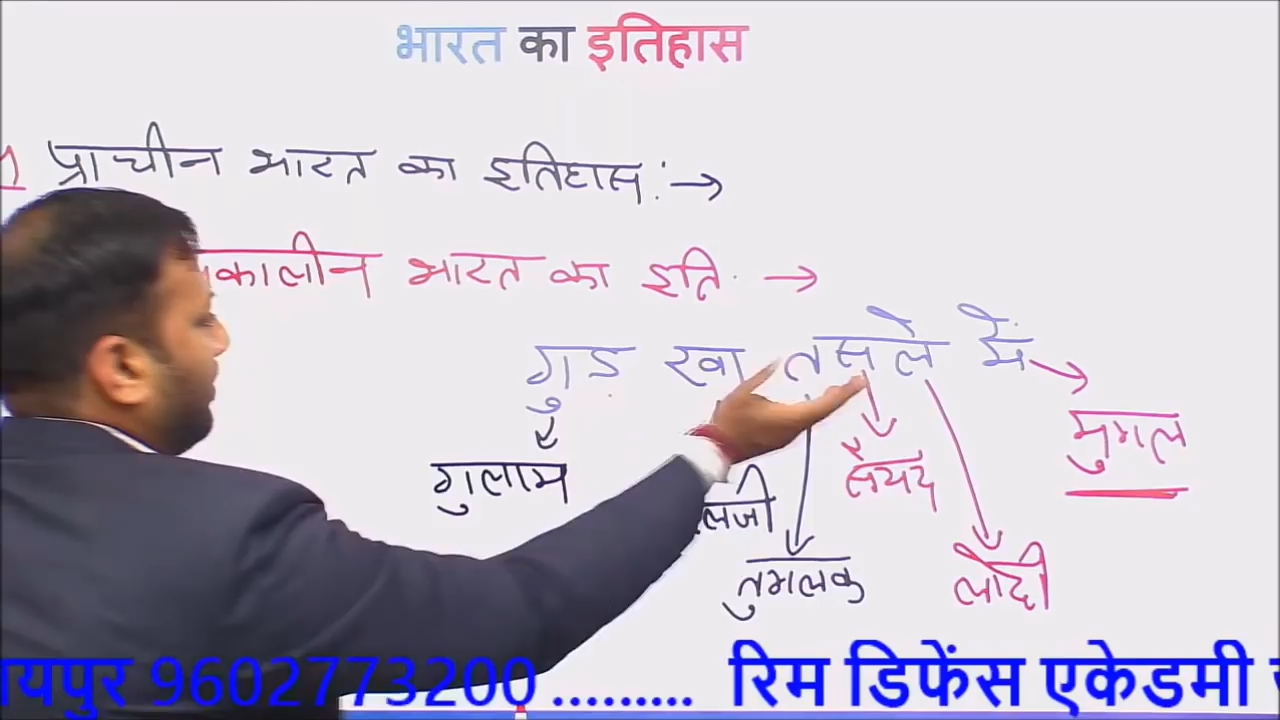 भारत का इतिहास
प्राचीन भारत का इतिहास :→
कालीन भारत का इति. →
गुड खा तसले में
मुगल
सैयद
गुलाम
लजी
तुगलक
लोदी
यपुर 9602773200 ......... रिम डिफेंस एकेडमी